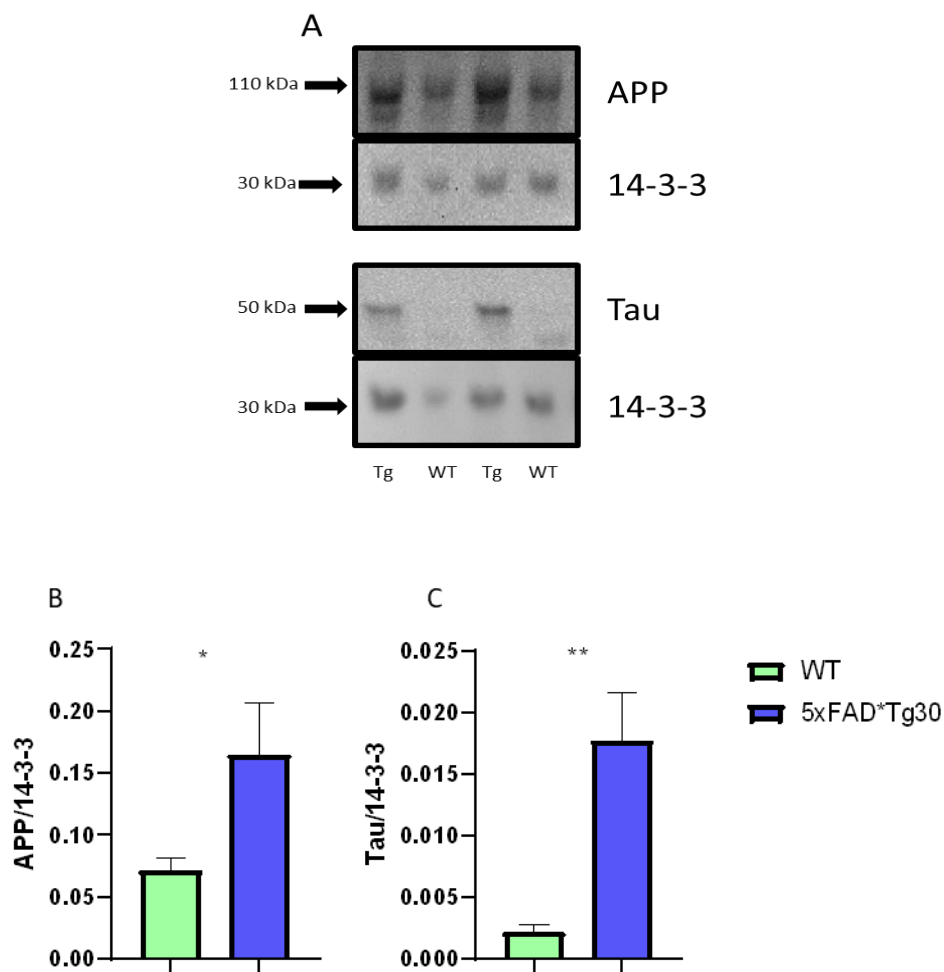 A
110 kDa
APP
30 kDa
14-3-3
50 kDa
Tau
30 kDa
14-3-3
Tg WT Tg WT
B
C
*
**
0.25
0.20
0.15
0.10
0.05
0.00
APP/14-3-3
0.025
0.020
0.015
0.010
0.005
0.000
Tau/14-3-3
WT
5xFAD*Tg30